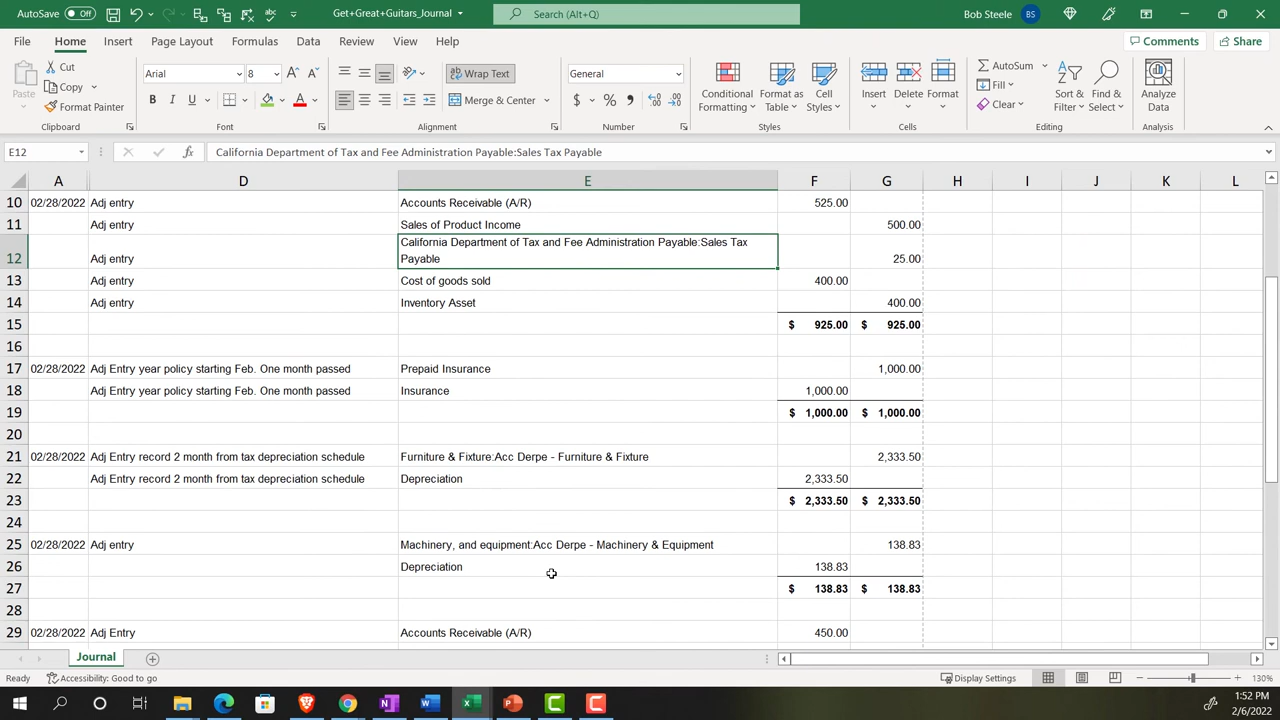 AutoSave Off Get+Great+Guitars_Journal Search (Alt+Q) Bob Steele BS
File Home Insert Page Layout Formulas Data Review View Help Comments Share
Paste Cut Copy Format Painter Clipboard
Arial 8 B I U Font
Wrap Text Merge & Center Alignment
General $ % 9 Number
Conditional Formatting Format as Table Cell Styles Styles
Insert Delete Format Cells
AutoSum Fill Clear Sort & Filter Find & Select Editing
Analyze Data Analysis
E12 fx California Department of Tax and Fee Administration Payable:Sales Tax Payable
A D E F G H I J K L
10 02/28/2022 Adj entry Accounts Receivable (A/R) 525.00
11 Adj entry Sales of Product Income 500.00
California Department of Tax and Fee Administration Payable:Sales Tax
12 Adj entry Payable 25.00
13 Adj entry Cost of goods sold 400.00
14 Adj entry Inventory Asset 400.00
15 $ 925.00 $ 925.00
16
17 02/28/2022 Adj Entry year policy starting Feb. One month passed Prepaid Insurance 1,000.00
18 Adj Entry year policy starting Feb. One month passed Insurance 1,000.00
19 $ 1,000.00 $ 1,000.00
20
21 02/28/2022 Adj Entry record 2 month from tax depreciation schedule Furniture & Fixture:Acc Derpe - Furniture & Fixture 2,333.50
22 Adj Entry record 2 month from tax depreciation schedule Depreciation 2,333.50
23 $ 2,333.50 $ 2,333.50
24
25 02/28/2022 Adj entry Machinery, and equipment:Acc Derpe - Machinery & Equipment 138.83
26 Depreciation 138.83
27 $ 138.83 $ 138.83
28
29 02/28/2022 Adj Entry Accounts Receivable (A/R) 450.00
Journal
Ready Accessibility: Good to go Display Settings 130%
1:52 PM
2/6/2022